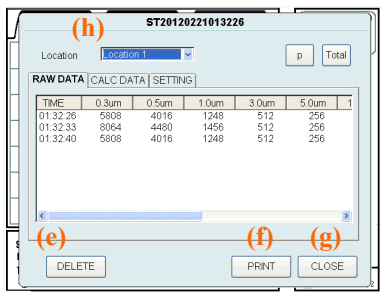 ST20120221013226
(h)
Location Location 1 p Total
RAW DATA CALC DATA SETTING
TIME 0.3um 0.5um 1.0um 3.0um 5.0um 1
01:32:26 5808 4016 1248 512 256
01:32:33 8064 4480 1456 512 256
01:32:40 5808 4016 1248 512 256
(e) (f) (g)
DELETE PRINT CLOSE